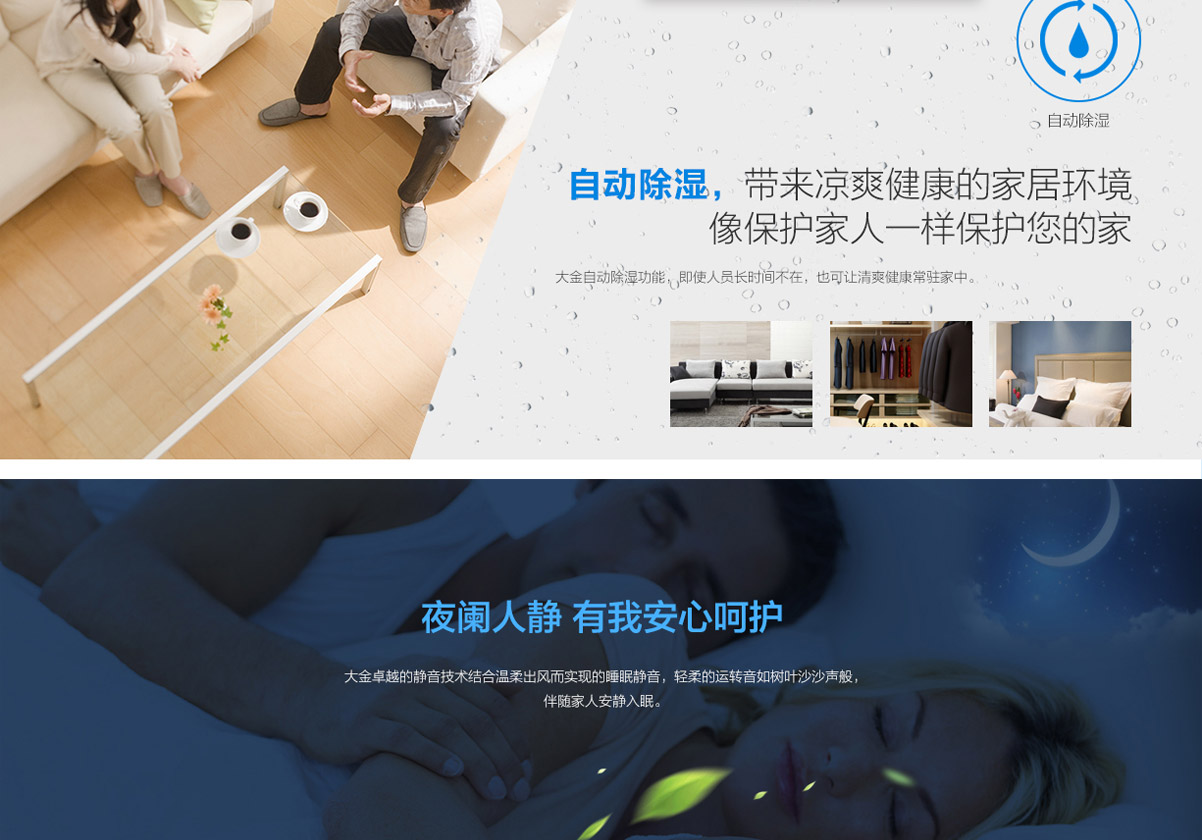 自动除湿
自动除湿，带来凉爽健康的家居环境
像保护家人一样保护您的家
大金自动除湿功能，即使人员长时间不在，也可让清爽健康常驻家中。
夜阑人静 有我安心呵护
大金卓越的静音技术结合温柔出风而实现的睡眠静音，轻柔的运转音如树叶沙沙声般，
伴随家人安静入眠。